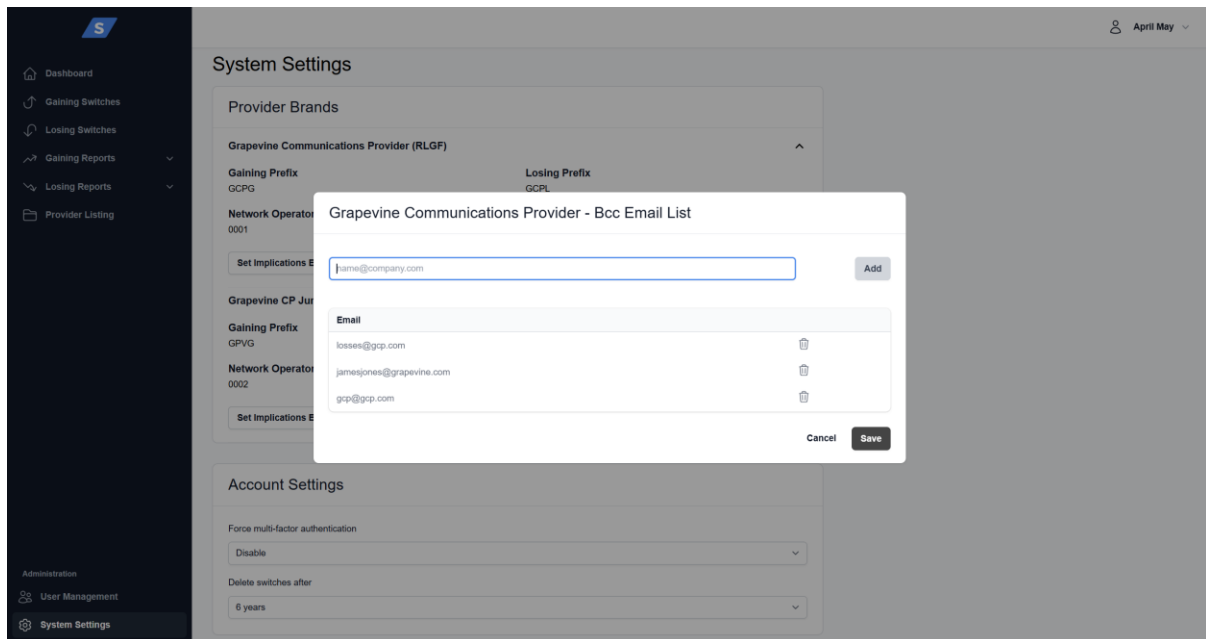 S
April May
Dashboard
Gaining Switches
Losing Switches
Gaining Reports
Losing Reports
Provider Listing
Administration
User Management
System Settings
System Settings
Provider Brands
Grapevine Communications Provider (RLGF)
Gaining Prefix
Losing Prefix
GCPG
GCPL
Network Operator
0001
Set Implications E
Grapevine CP Jun
Gaining Prefix
GPVG
Network Operator
0002
Set Implications E
Grapevine Communications Provider - Bcc Email List
name@company.com
Add
Email
losses@gcp.com
jamesjones@grapevine.com
gcp@gcp.com
Cancel
Save
Account Settings
Force multi-factor authentication
Disable
Delete switches after
6 years